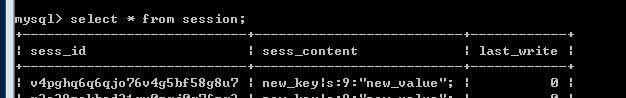 mysql> select * from session;
| sess_id | sess_content | last_write |
| v4pghq6q6qjo76v4g5bf58g8u7 | new_key|s:9:"new_value"; | 0 |